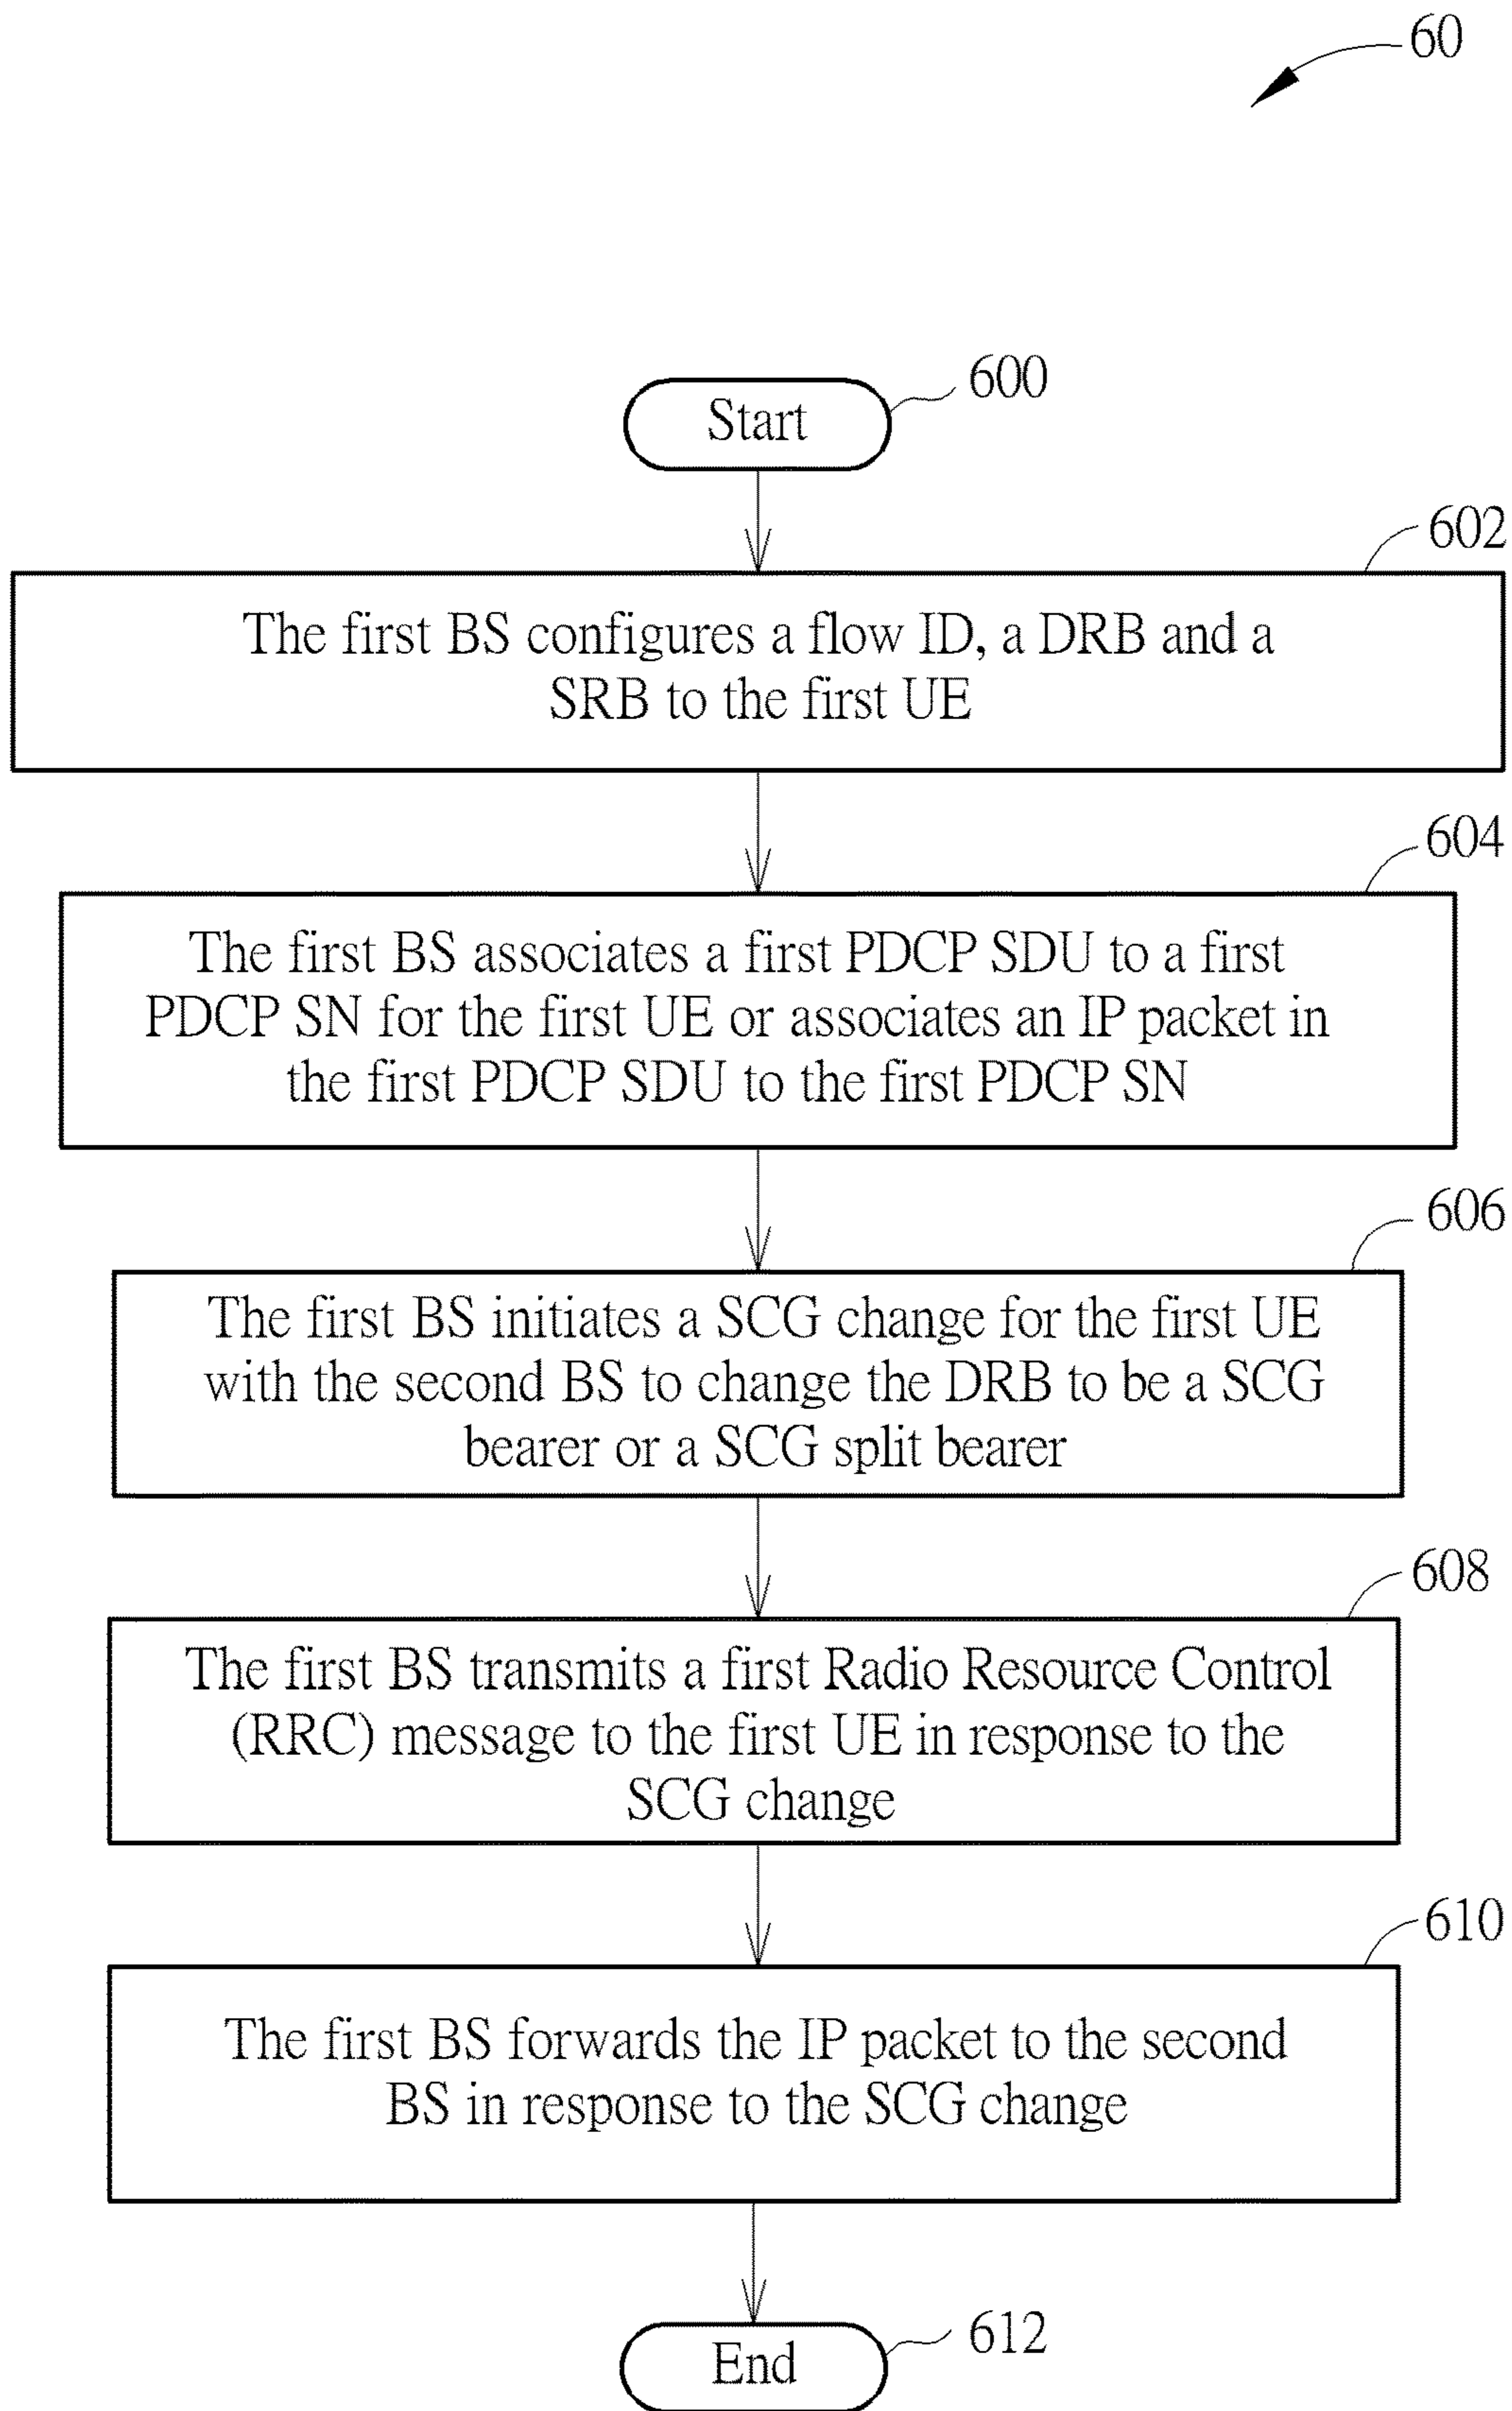 60
Start
600
602
The first BS configures a flow ID, a DRB and a
SRB to the first UE
604
The first BS associates a first PDCP SDU to a first
PDCP SN for the first UE or associates an IP packet in
the first PDCP SDU to the first PDCP SN
606
The first BS initiates a SCG change for the first UE
with the second BS to change the DRB to be a SCG
bearer or a SCG split bearer
608
The first BS transmits a first Radio Resource Control
(RRC) message to the first UE in response to the
SCG change
610
The first BS forwards the IP packet to the second
BS in response to the SCG change
End
612